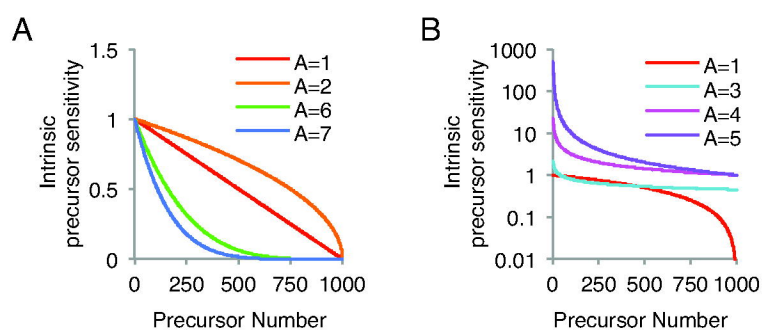 A
Intrinsic
precursor sensitivity
1.5
1
0.5
0
A=1
A=2
A=6
A=7
0 250 500 750 1000
Precursor Number
B
Intrinsic
precursor sensitivity
1000
100
10
1
0.1
0.01
A=1
A=3
A=4
A=5
0 250 500 750 1000
Precursor Number